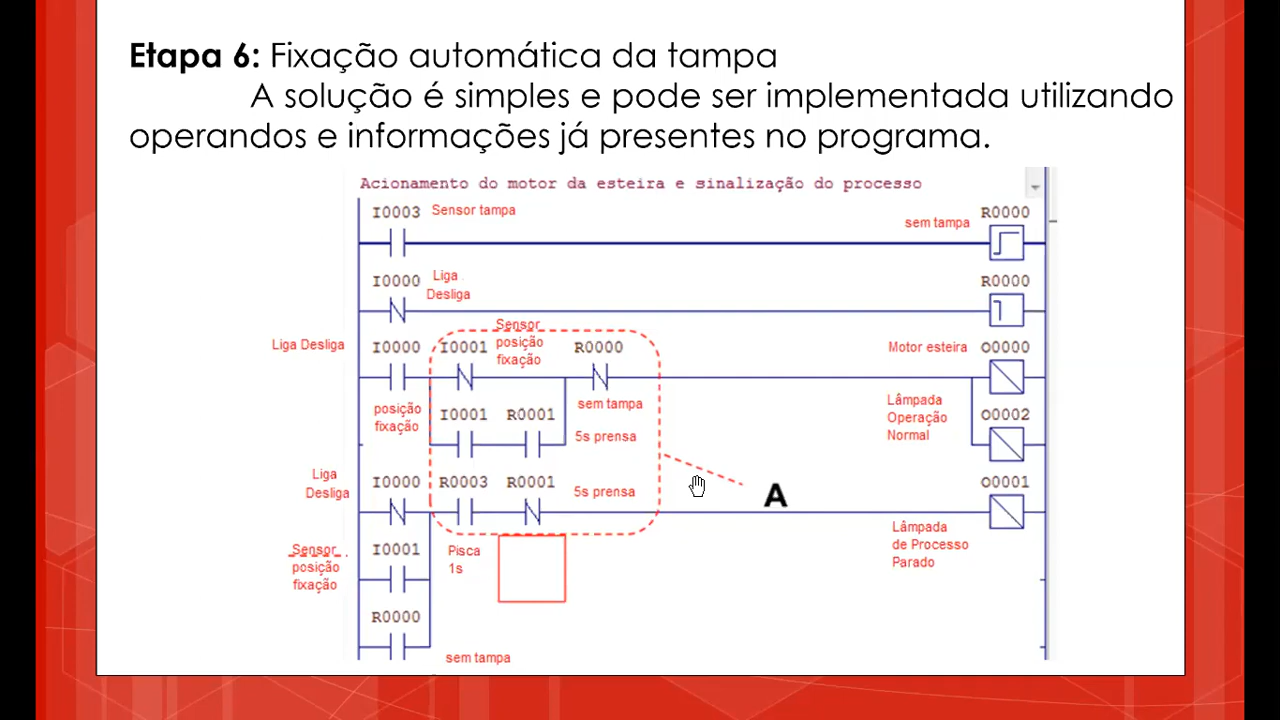 Etapa 6: Fixação automática da tampa
A solução é simples e pode ser implementada utilizando
operandos e informações já presentes no programa.
Acionamento do motor da esteira e sinalização do processo
I0003 Sensor tampa sem tampa R0000
I0000 Liga Desliga R0000
Liga Desliga I0000 I0001 Sensor posição fixação R0000 Motor esteira O0000
sem tampa
posição fixação I0001 R0001 5s prensa Lâmpada Operação Normal O0002
Liga Desliga I0000 R0003 R0001 5s prensa O0001
A
Lâmpada de Processo Parado
Sensor posição fixação I0001 Pisca 1s
R0000
sem tampa